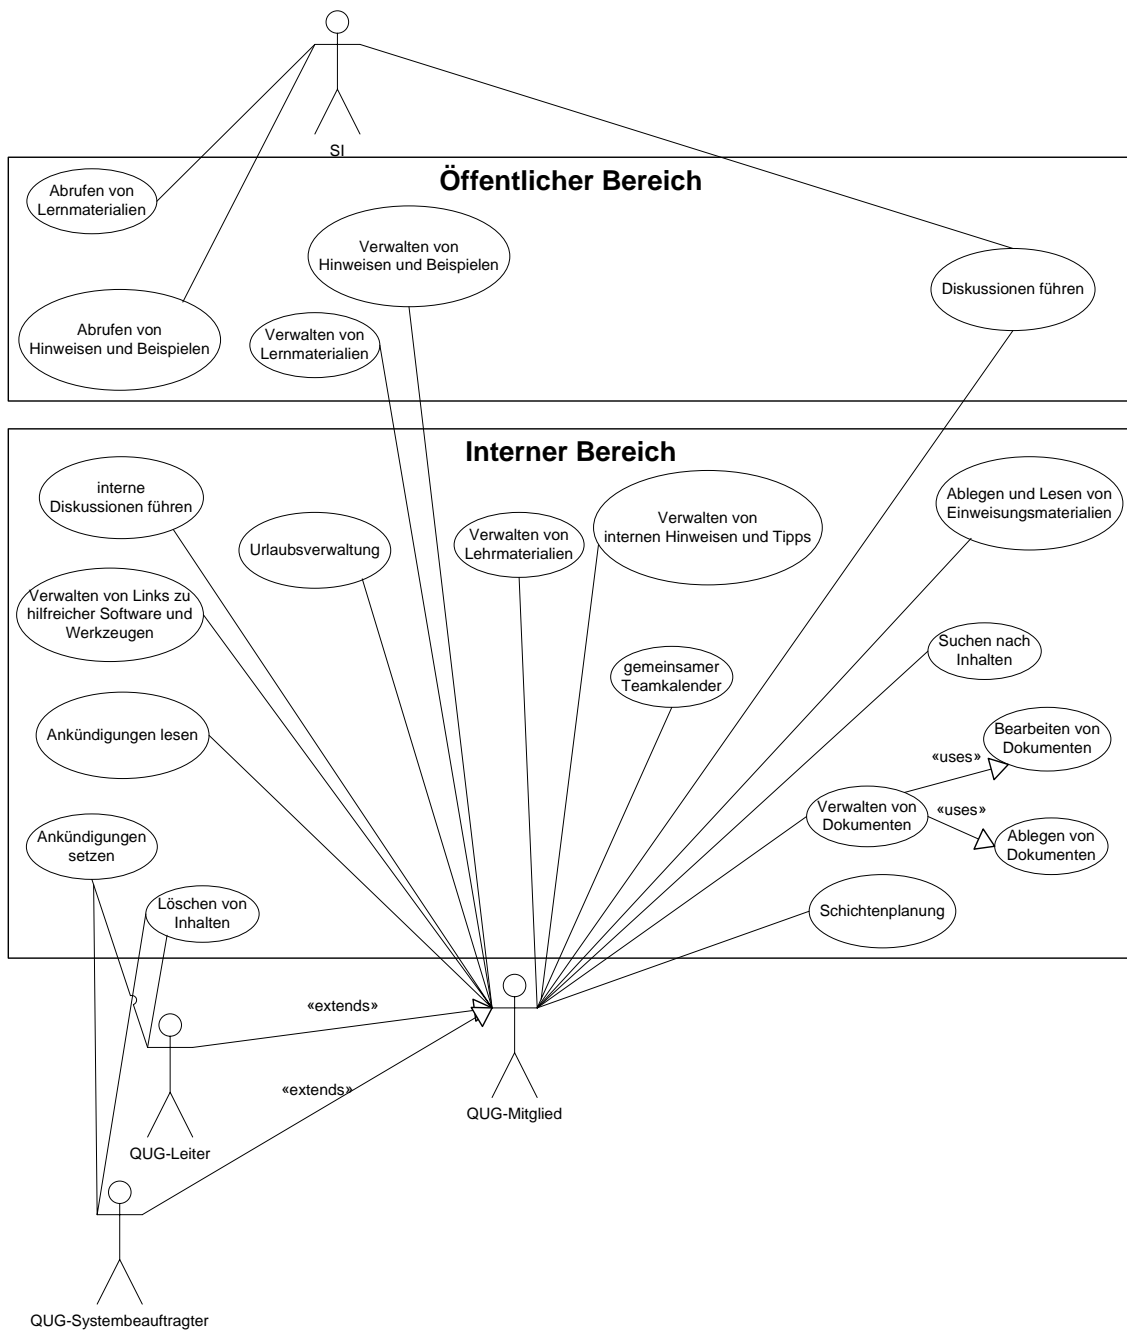 SI
Öffentlicher Bereich
Abrufen von
Lernmaterialien
Verwalten von
Hinweisen und Beispielen
Diskussionen führen
Abrufen von
Hinweisen und Beispielen
Verwalten von
Lernmaterialien
Interner Bereich
interne
Diskussionen führen
Urlaubsverwaltung
Verwalten von
Lehrmaterialien
Verwalten von
internen Hinweisen und Tipps
Ablegen und Lesen von
Einweisungsmaterialien
Verwalten von Links zu
hilfreicher Software und
Werkzeugen
Suchen nach
Inhalten
gemeinsamer
Teamkalender
Ankündigungen lesen
Bearbeiten von
Dokumenten
«uses»
Verwalten von
Dokumenten
«uses»
Ablegen von
Dokumenten
Ankündigungen
setzen
Löschen von
Inhalten
Schichtenplanung
«extends»
«extends»
QUG-Mitglied
QUG-Leiter
QUG-Systembeauftragter